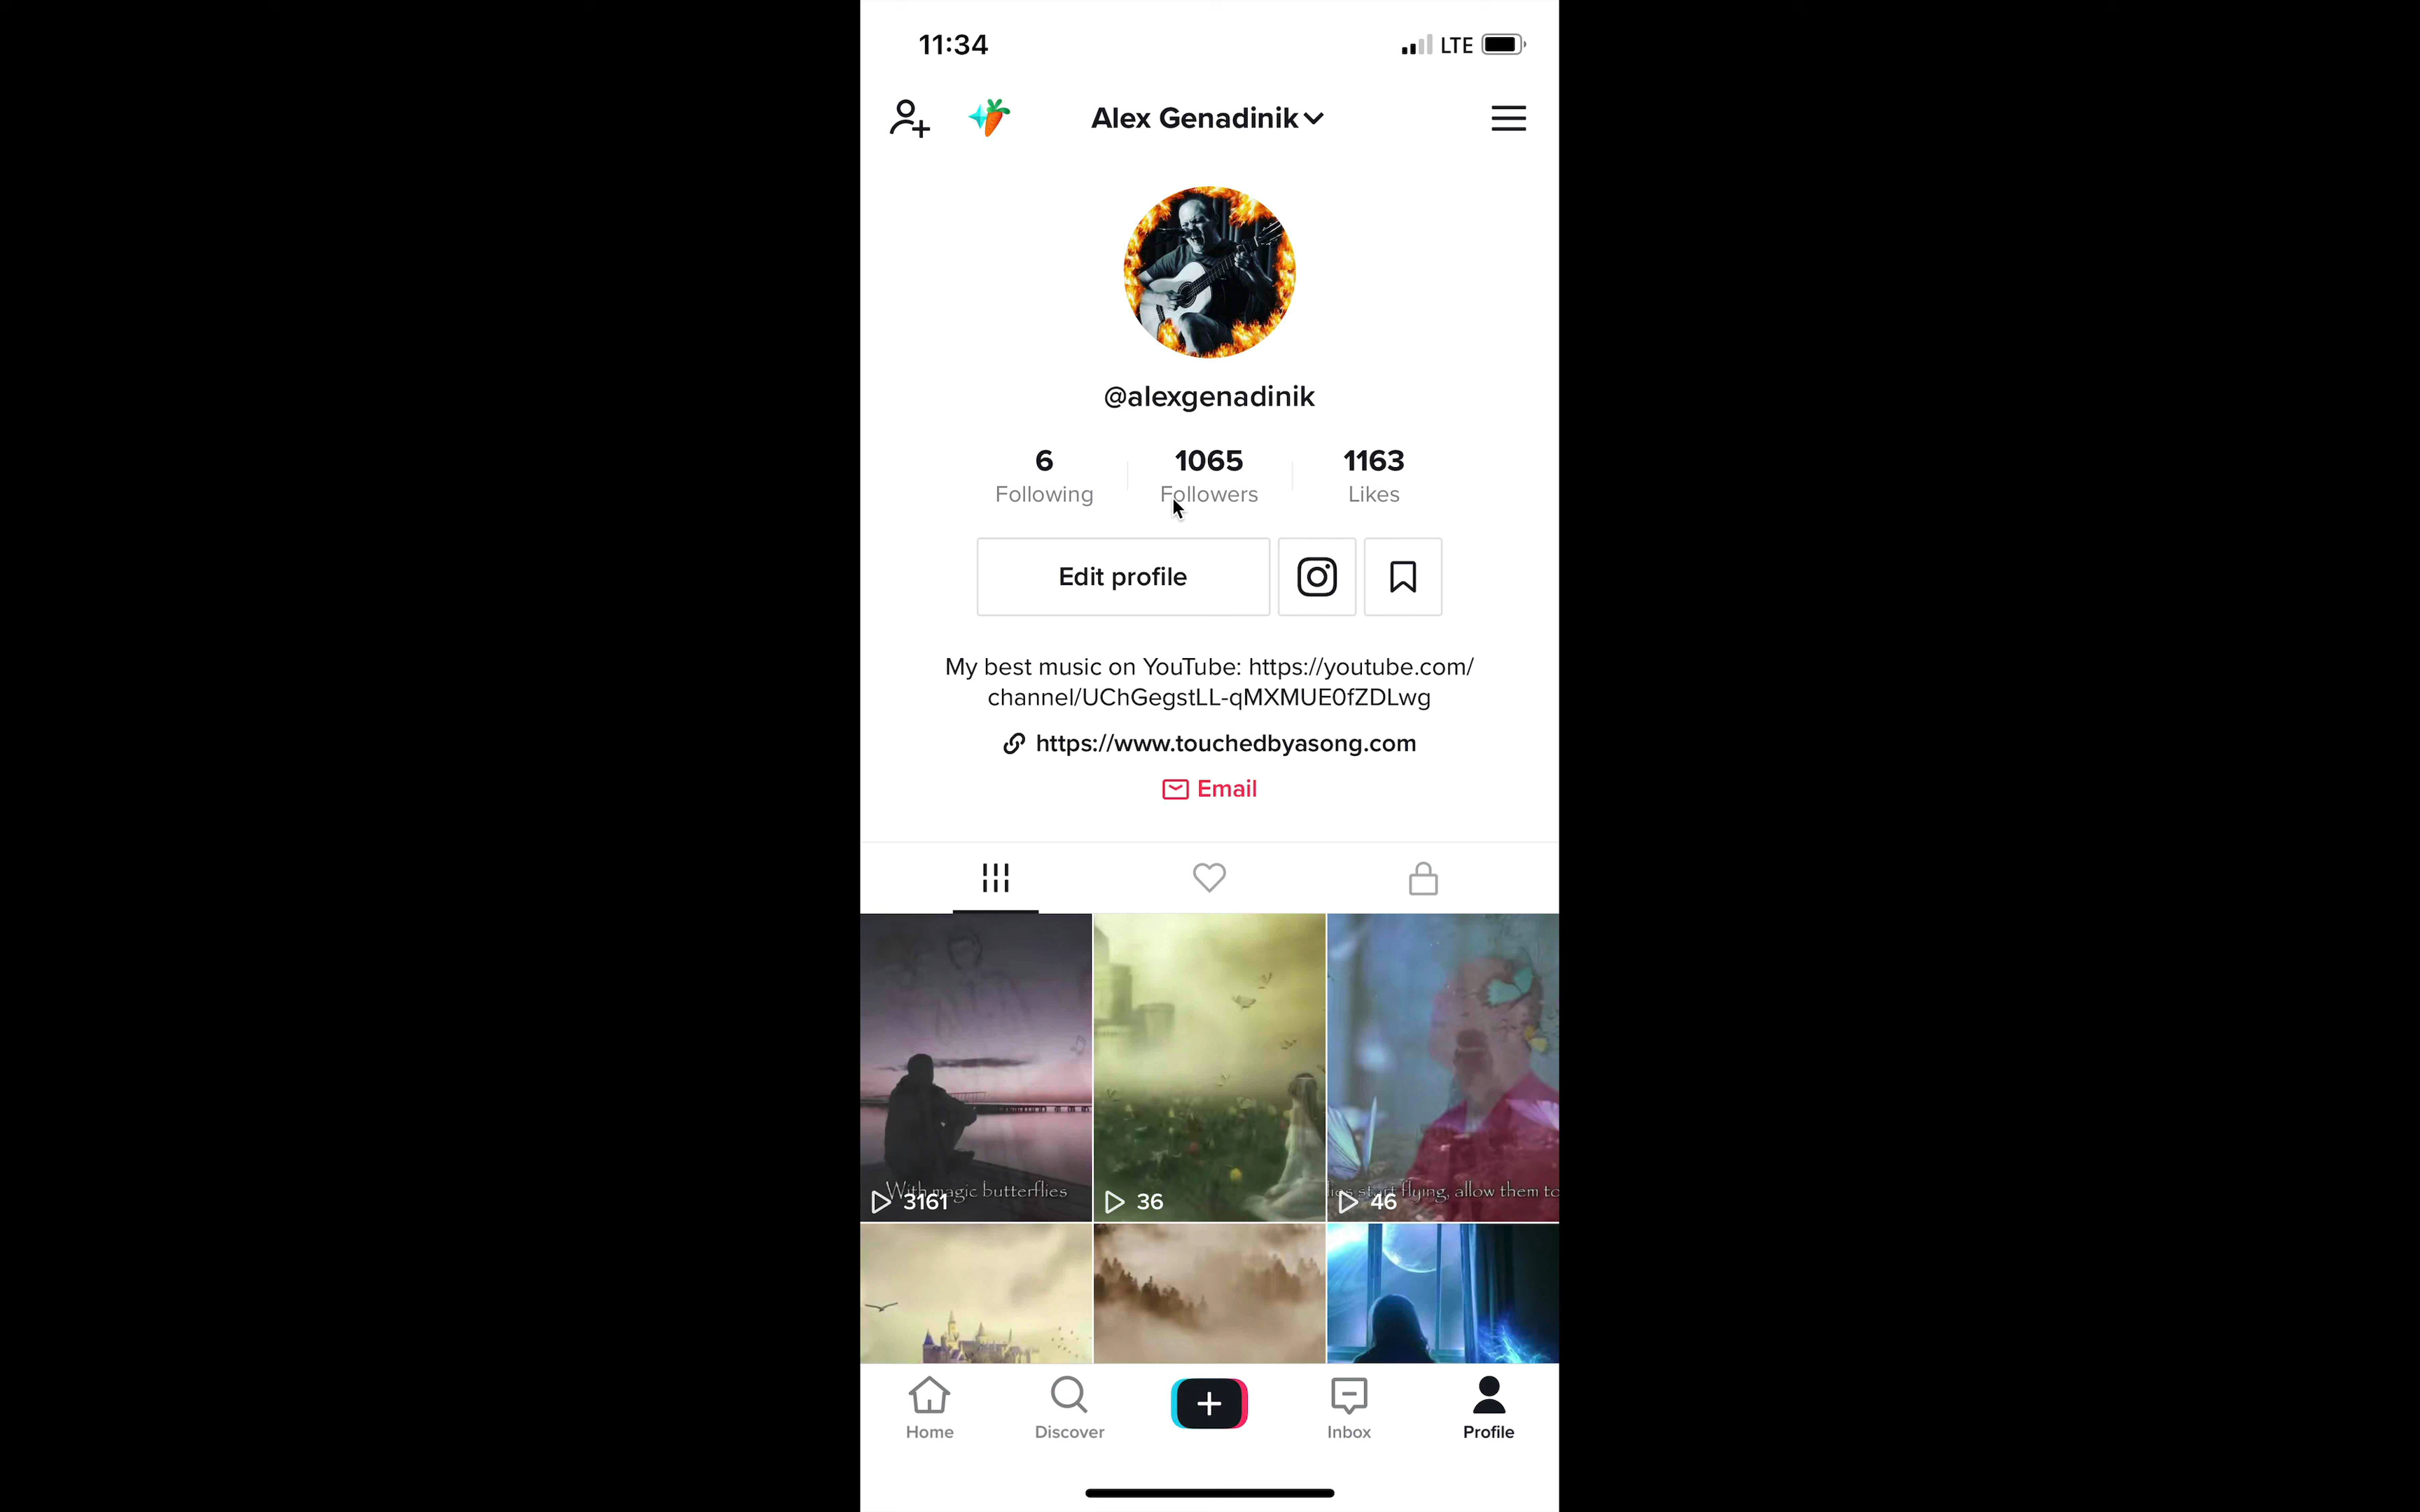 11:34 LTE
Alex Genadinik
@alexgenadinik
6 1065 1163
Following Followers Likes
Edit profile
My best music on YouTube: https://youtube.com/
channel/UChGegstLL-qMXMUE0fZDLwg
https://www.touchedbyasong.com
Email
With magic butterflies
flying, allow them to
3161 36 46
Home Discover Inbox Profile